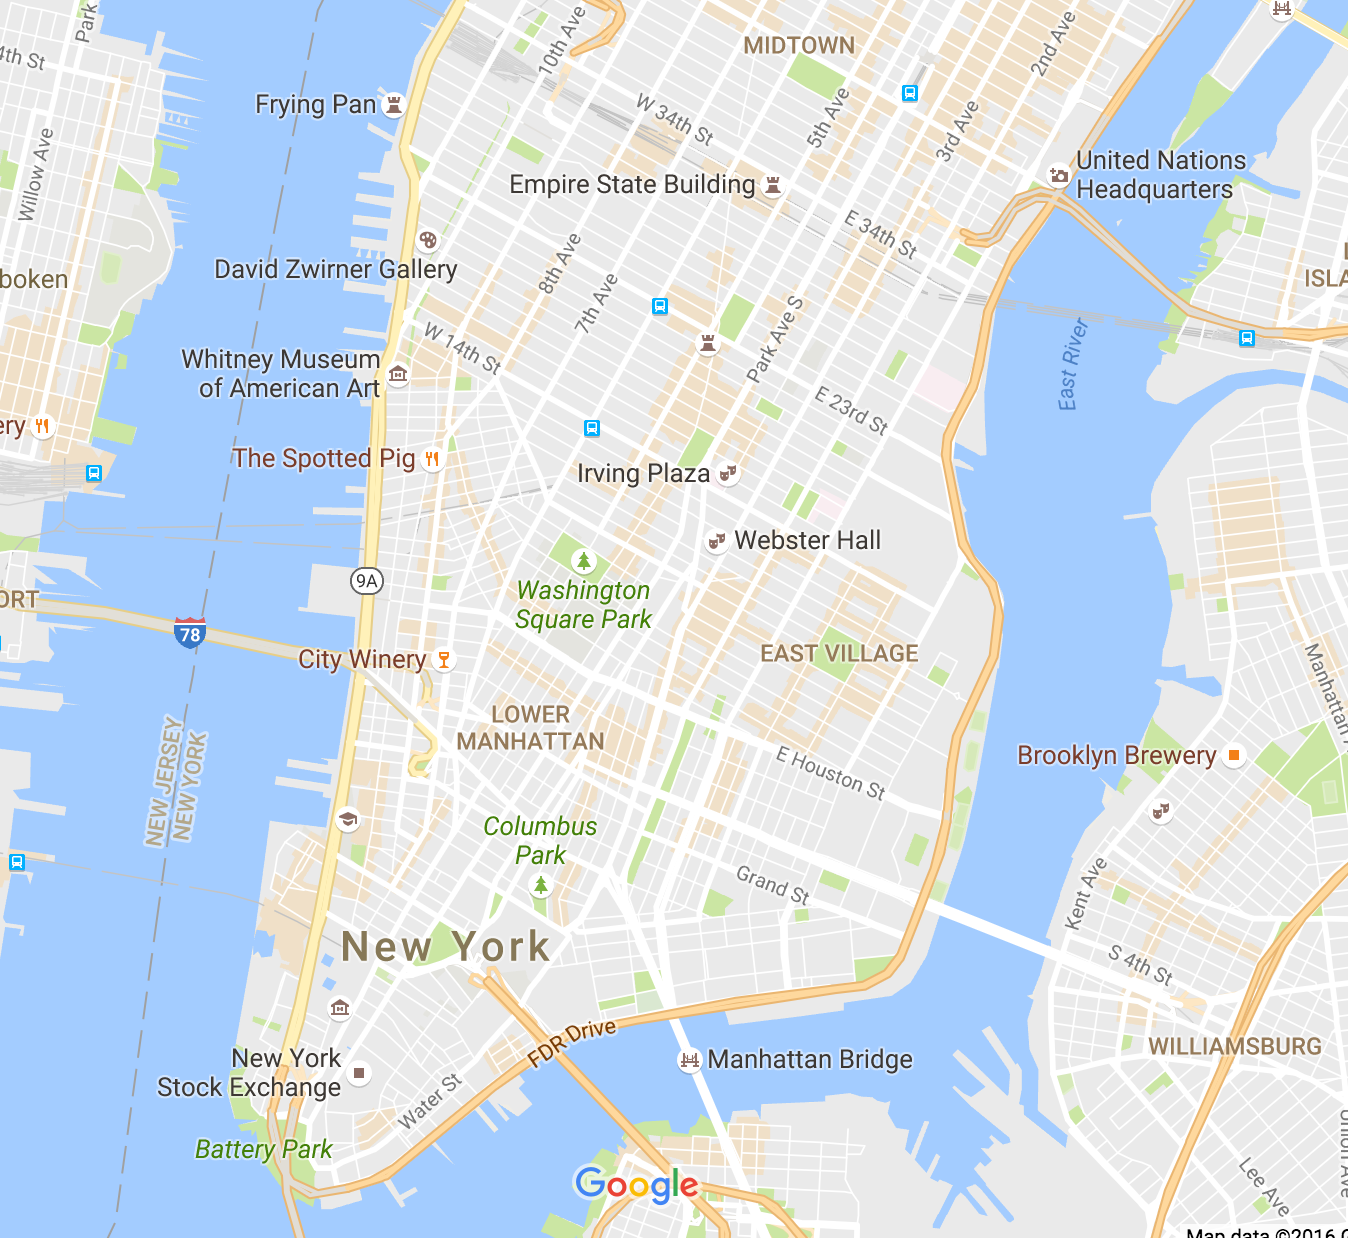 Park
4th St
10th Ave
MIDTOWN
2nd Ave
Frying Pan
W 34th St
5th Ave
3rd Ave
Willow Ave
United Nations
Headquarters
Empire State Building
E 34th St
David Zwirner Gallery
boken
8th Ave
7th Ave
ISLA
W 14th St
Park Ave S
East River
Whitney Museum
of American Art
E 23rd St
ery
The Spotted Pig
Irving Plaza
Webster Hall
9A
Washington
Square Park
ORT
78
City Winery
EAST VILLAGE
Manhattan A
LOWER
MANHATTAN
NEW JERSEY
NEW YORK
E Houston St
Brooklyn Brewery
Columbus
Park
Grand St
Kent Ave
New York
S 4th St
FDR Drive
WILLIAMSBURG
New York
Stock Exchange
Manhattan Bridge
Water St
Battery Park
Union Ave
Lee Ave
Google
Map data ©2016 G